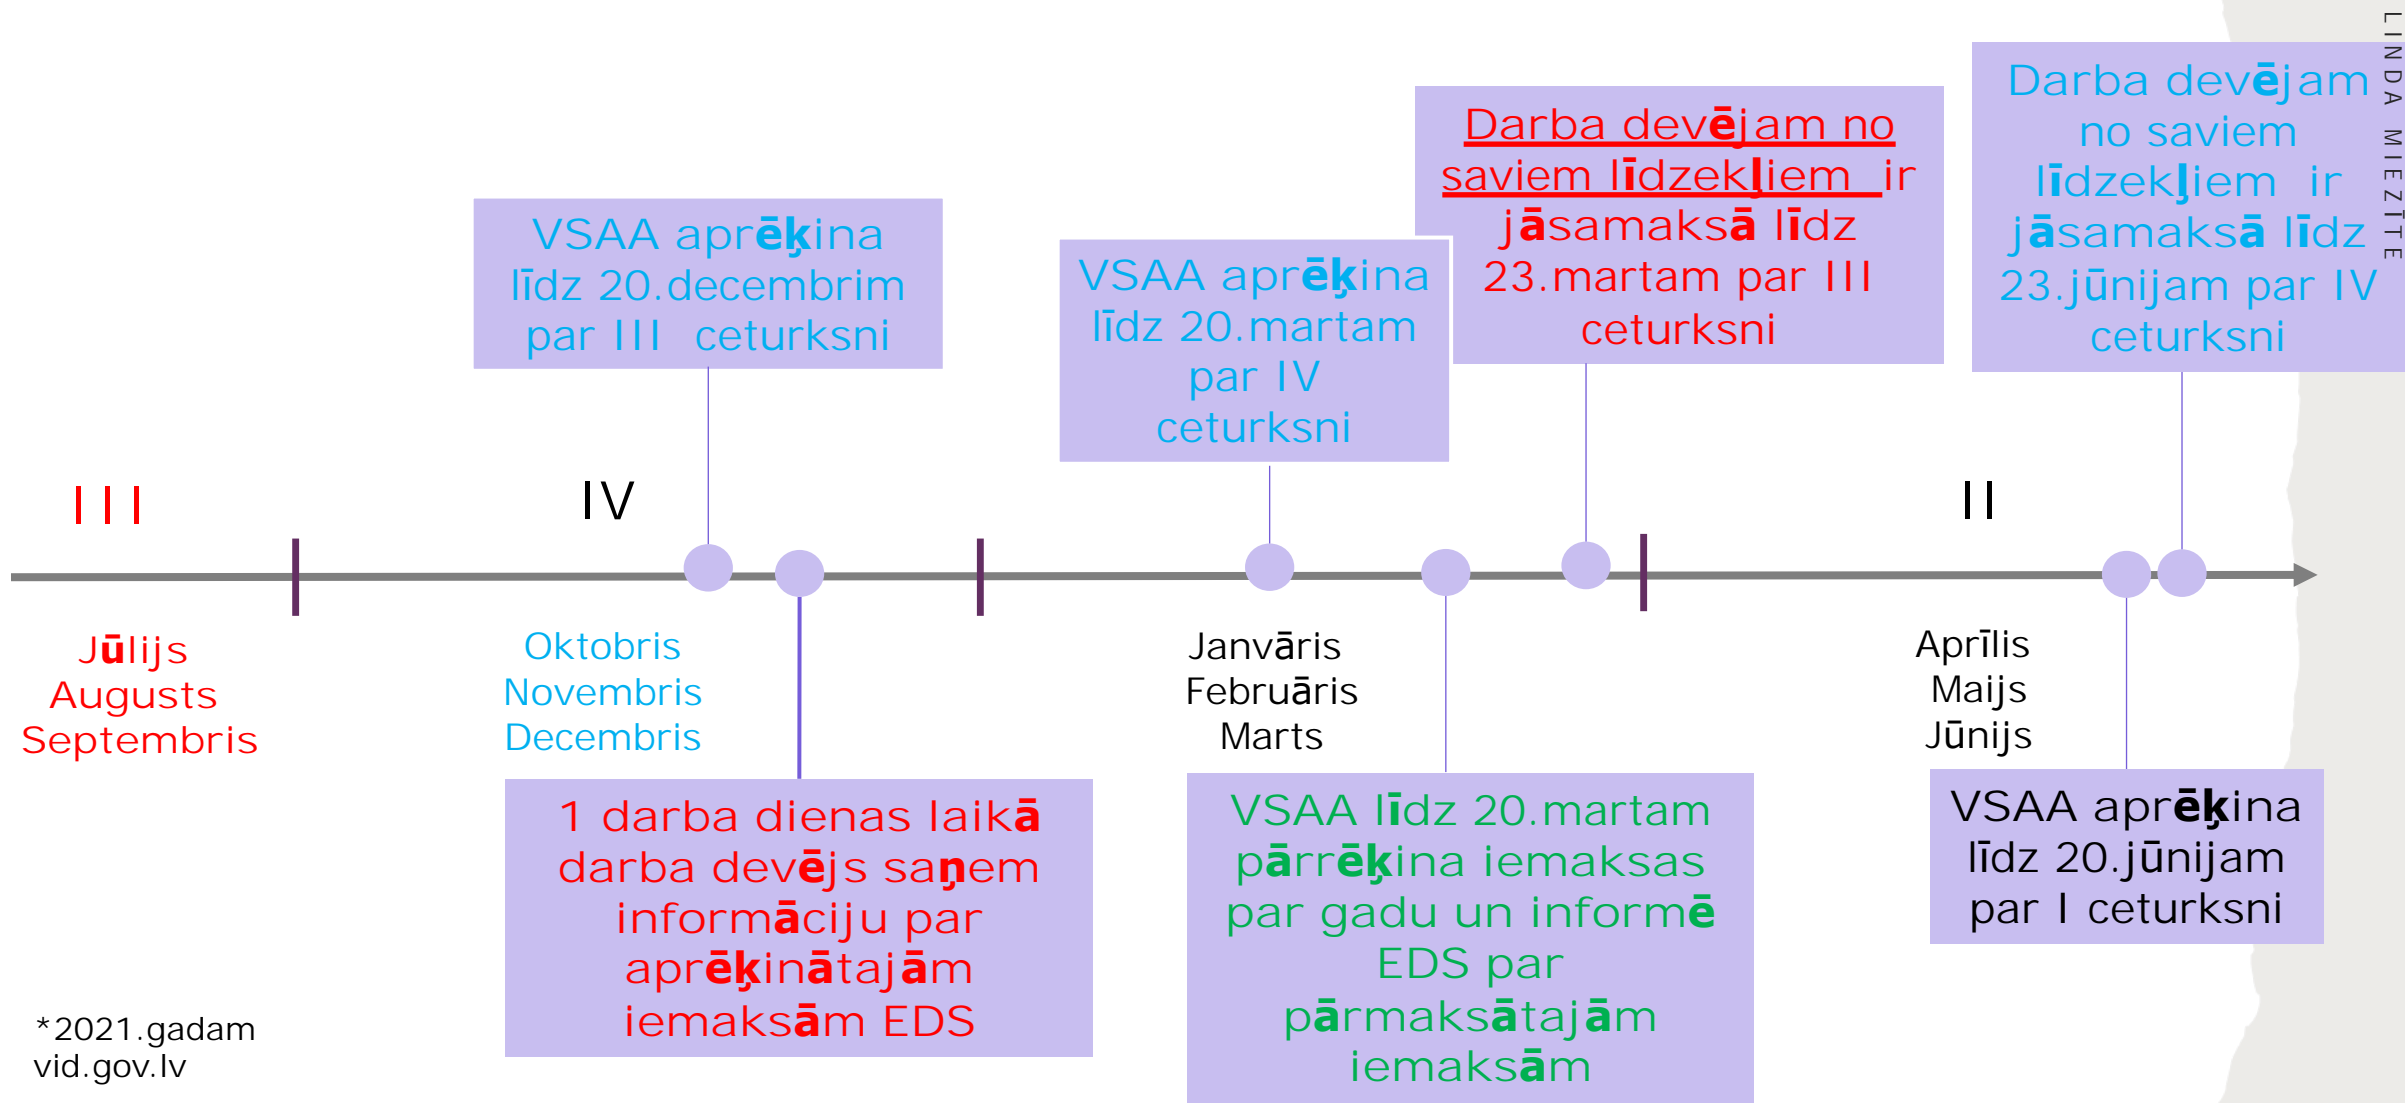 LINDA MIEZĪTE
VSAA aprēķina
līdz 20.decembrim
par III ceturksni
VSAA aprēķina
līdz 20.martam
par IV
ceturksni
Darba devējam no
saviem līdzekļiem ir
jāsamaksā līdz
23.martam par III
ceturksni
Darba devējam
no saviem
līdzekļiem ir
jāsamaksā līdz
23.jūnijam par IV
ceturksni
III
IV
II
Jūlijs
Augusts
Septembris
Oktobris
Novembris
Decembris
Janvāris
Februāris
Marts
Aprīlis
Maijs
Jūnijs
1 darba dienas laikā
darba devējs saņem
informāciju par
aprēķinātajām
iemaksām EDS
VSAA līdz 20.martam
pārrēķina iemaksas
par gadu un informē
EDS par
pārmaksātajām
iemaksām
VSAA aprēķina
līdz 20.jūnijam
par I ceturksni
*2021.gadam
vid.gov.lv